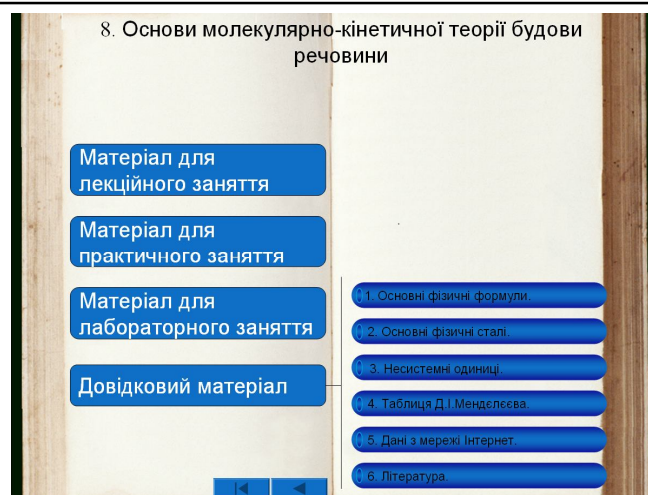 8. Основи молекулярно-кінетичної теорії будови
речовини
Матеріал для
лекційного заняття
Матеріал для
практичного заняття
Матеріал для
лабораторного заняття
Довідковий матеріал
1. Основні фізичні формули.
2. Основні фізичні сталі.
3. Несистемні одиниці.
4. Таблиця Д.І.Менделєєва.
5. Дані з мережі Інтернет.
6. Література.